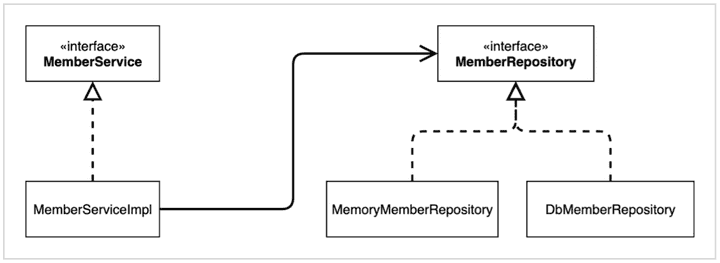 «interface»
MemberService
«interface»
MemberRepository
MemberServiceImpl
MemoryMemberRepository
DbMemberRepository